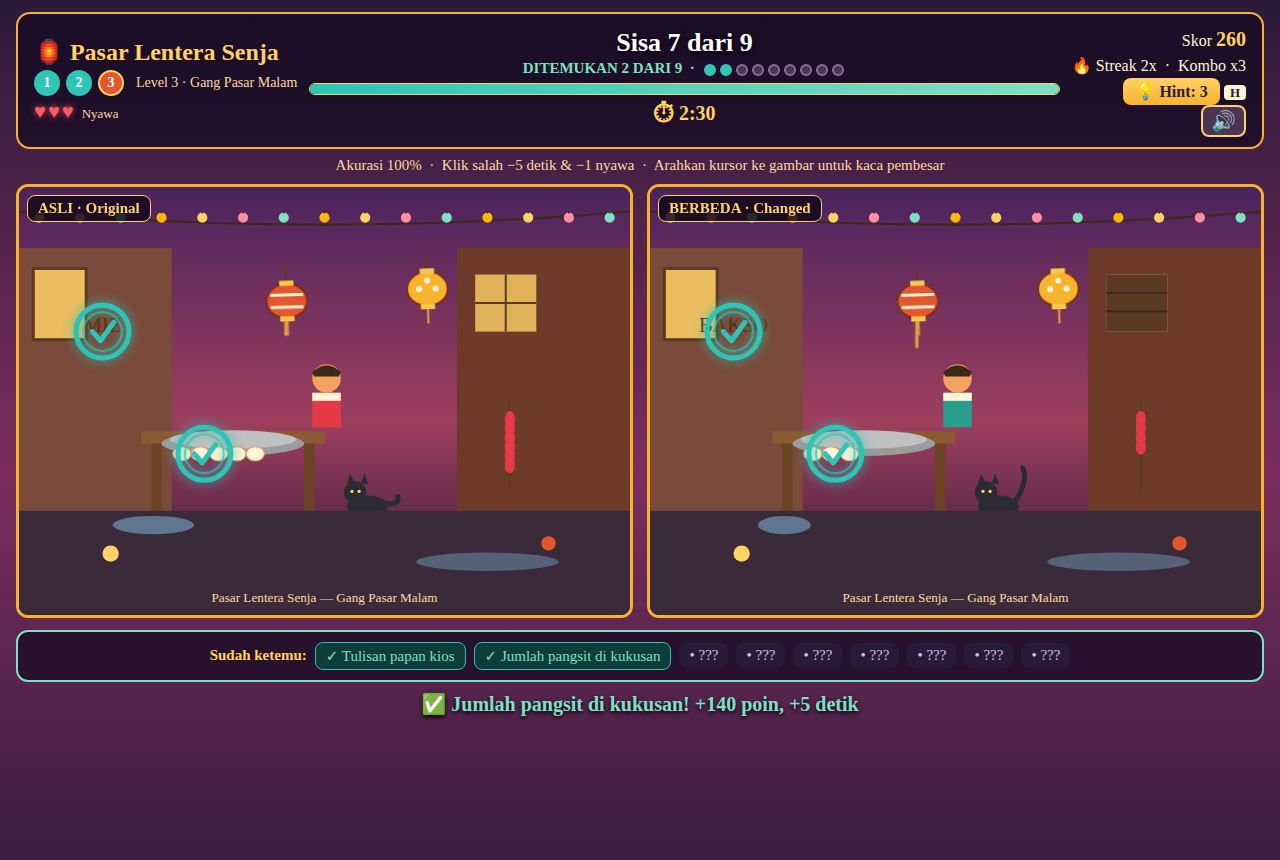 Pasar Lentera Senja
1 2 3 Level 3 · Gang Pasar Malam
Nyawa
Sisa 7 dari 9
DITEMUKAN 2 DARI 9 ·
2:30
Skor 260
Streak 2x · Kombo x3
Hint: 3 H
Akurasi 100% · Klik salah −5 detik & −1 nyawa · Arahkan kursor ke gambar untuk kaca pembesar
ASLI · Original
MIE
Pasar Lentera Senja — Gang Pasar Malam
BERBEDA · Changed
BAKSO
Pasar Lentera Senja — Gang Pasar Malam
Sudah ketemu: ✓ Tulisan papan kios ✓ Jumlah pangsit di kukusan • ??? • ??? • ??? • ??? • ??? • ??? • ???
Jumlah pangsit di kukusan! +140 poin, +5 detik